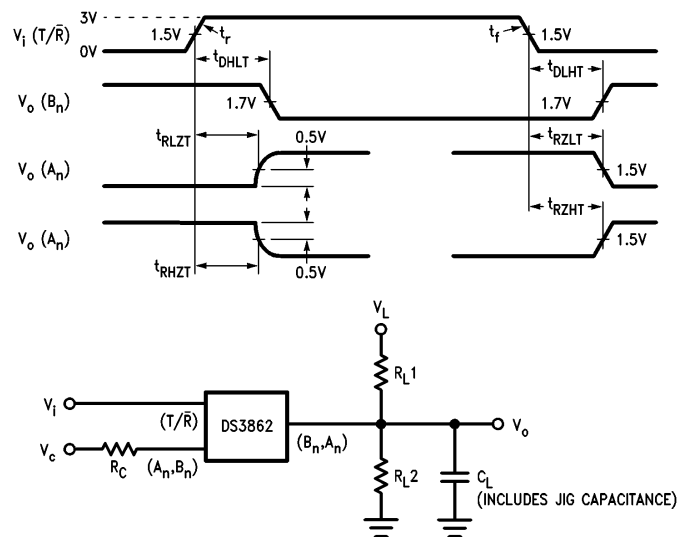 3V
Vi (T/R̄)
1.5V
tr
tf
1.5V
0V
tDHLT
tDLHT
Vo (Bn)
1.7V
1.7V
tRLZT
0.5V
tRZLT
Vo (An)
1.5V
tRZHT
Vo (An)
1.5V
tRHZT
0.5V
VL
RL1
Vi
(T/R̄)
DS3862
(Bn,An)
Vo
Vc
RC
(An,Bn)
RL2
CL
(INCLUDES JIG CAPACITANCE)